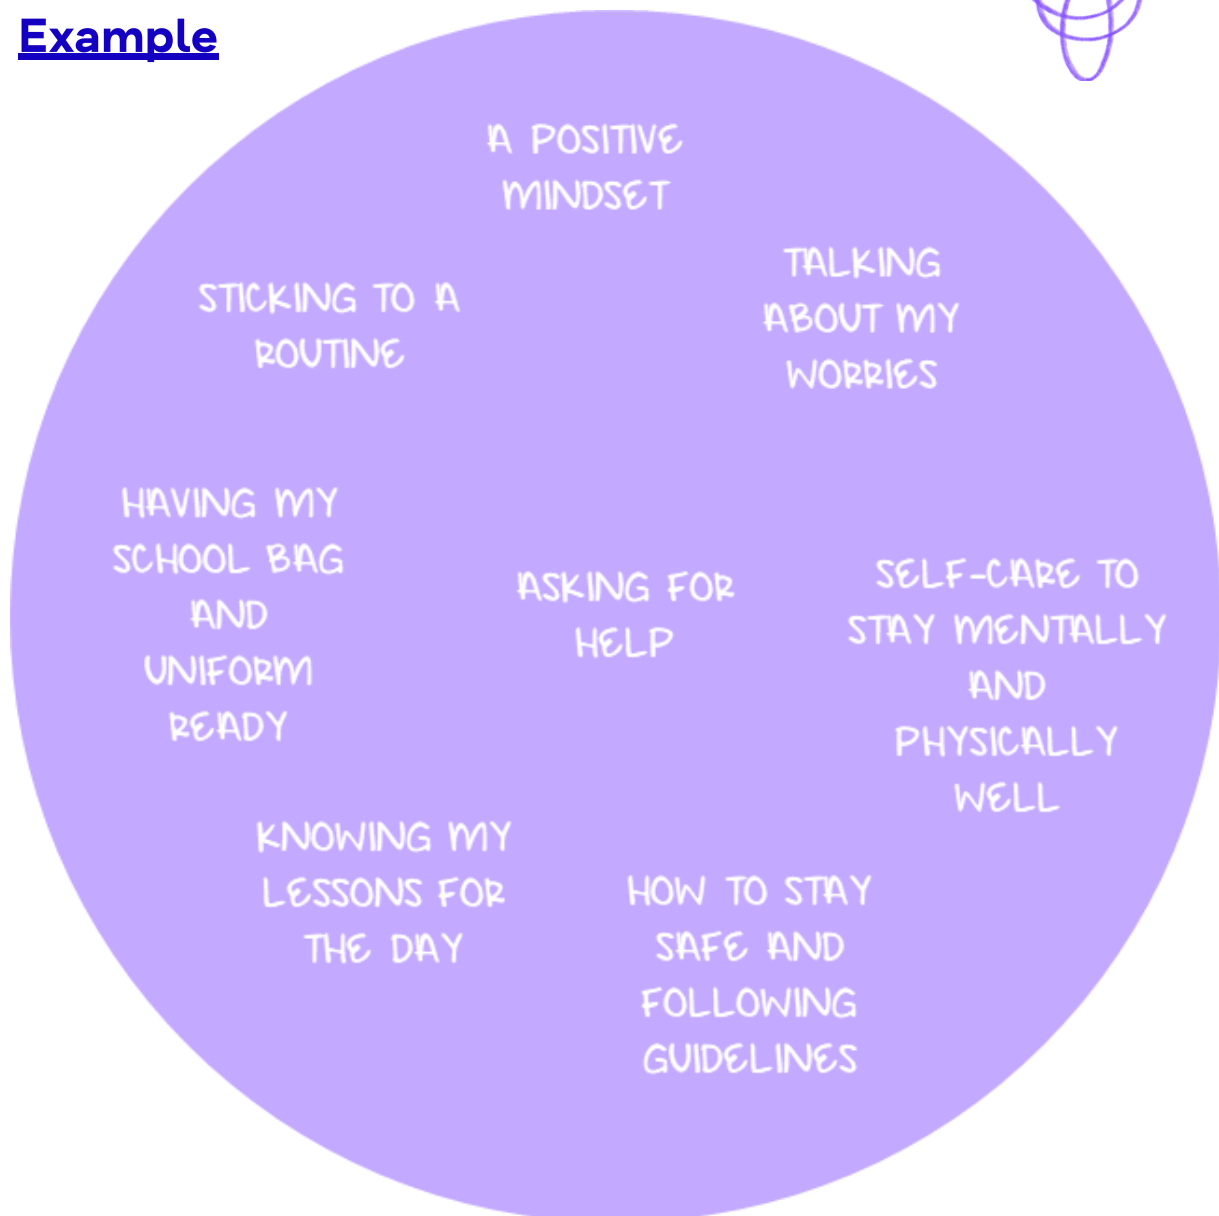 Example
A POSITIVE
MINDSET
TALKING
ABOUT MY
WORRIES
STICKING TO A
ROUTINE
HAVING MY
SCHOOL BAG
AND
UNIFORM
READY
ASKING FOR
HELP
SELF-CARE TO
STAY MENTALLY
AND
PHYSICALLY
WELL
KNOWING MY
LESSONS FOR
THE DAY
HOW TO STAY
SAFE AND
FOLLOWING
GUIDELINES